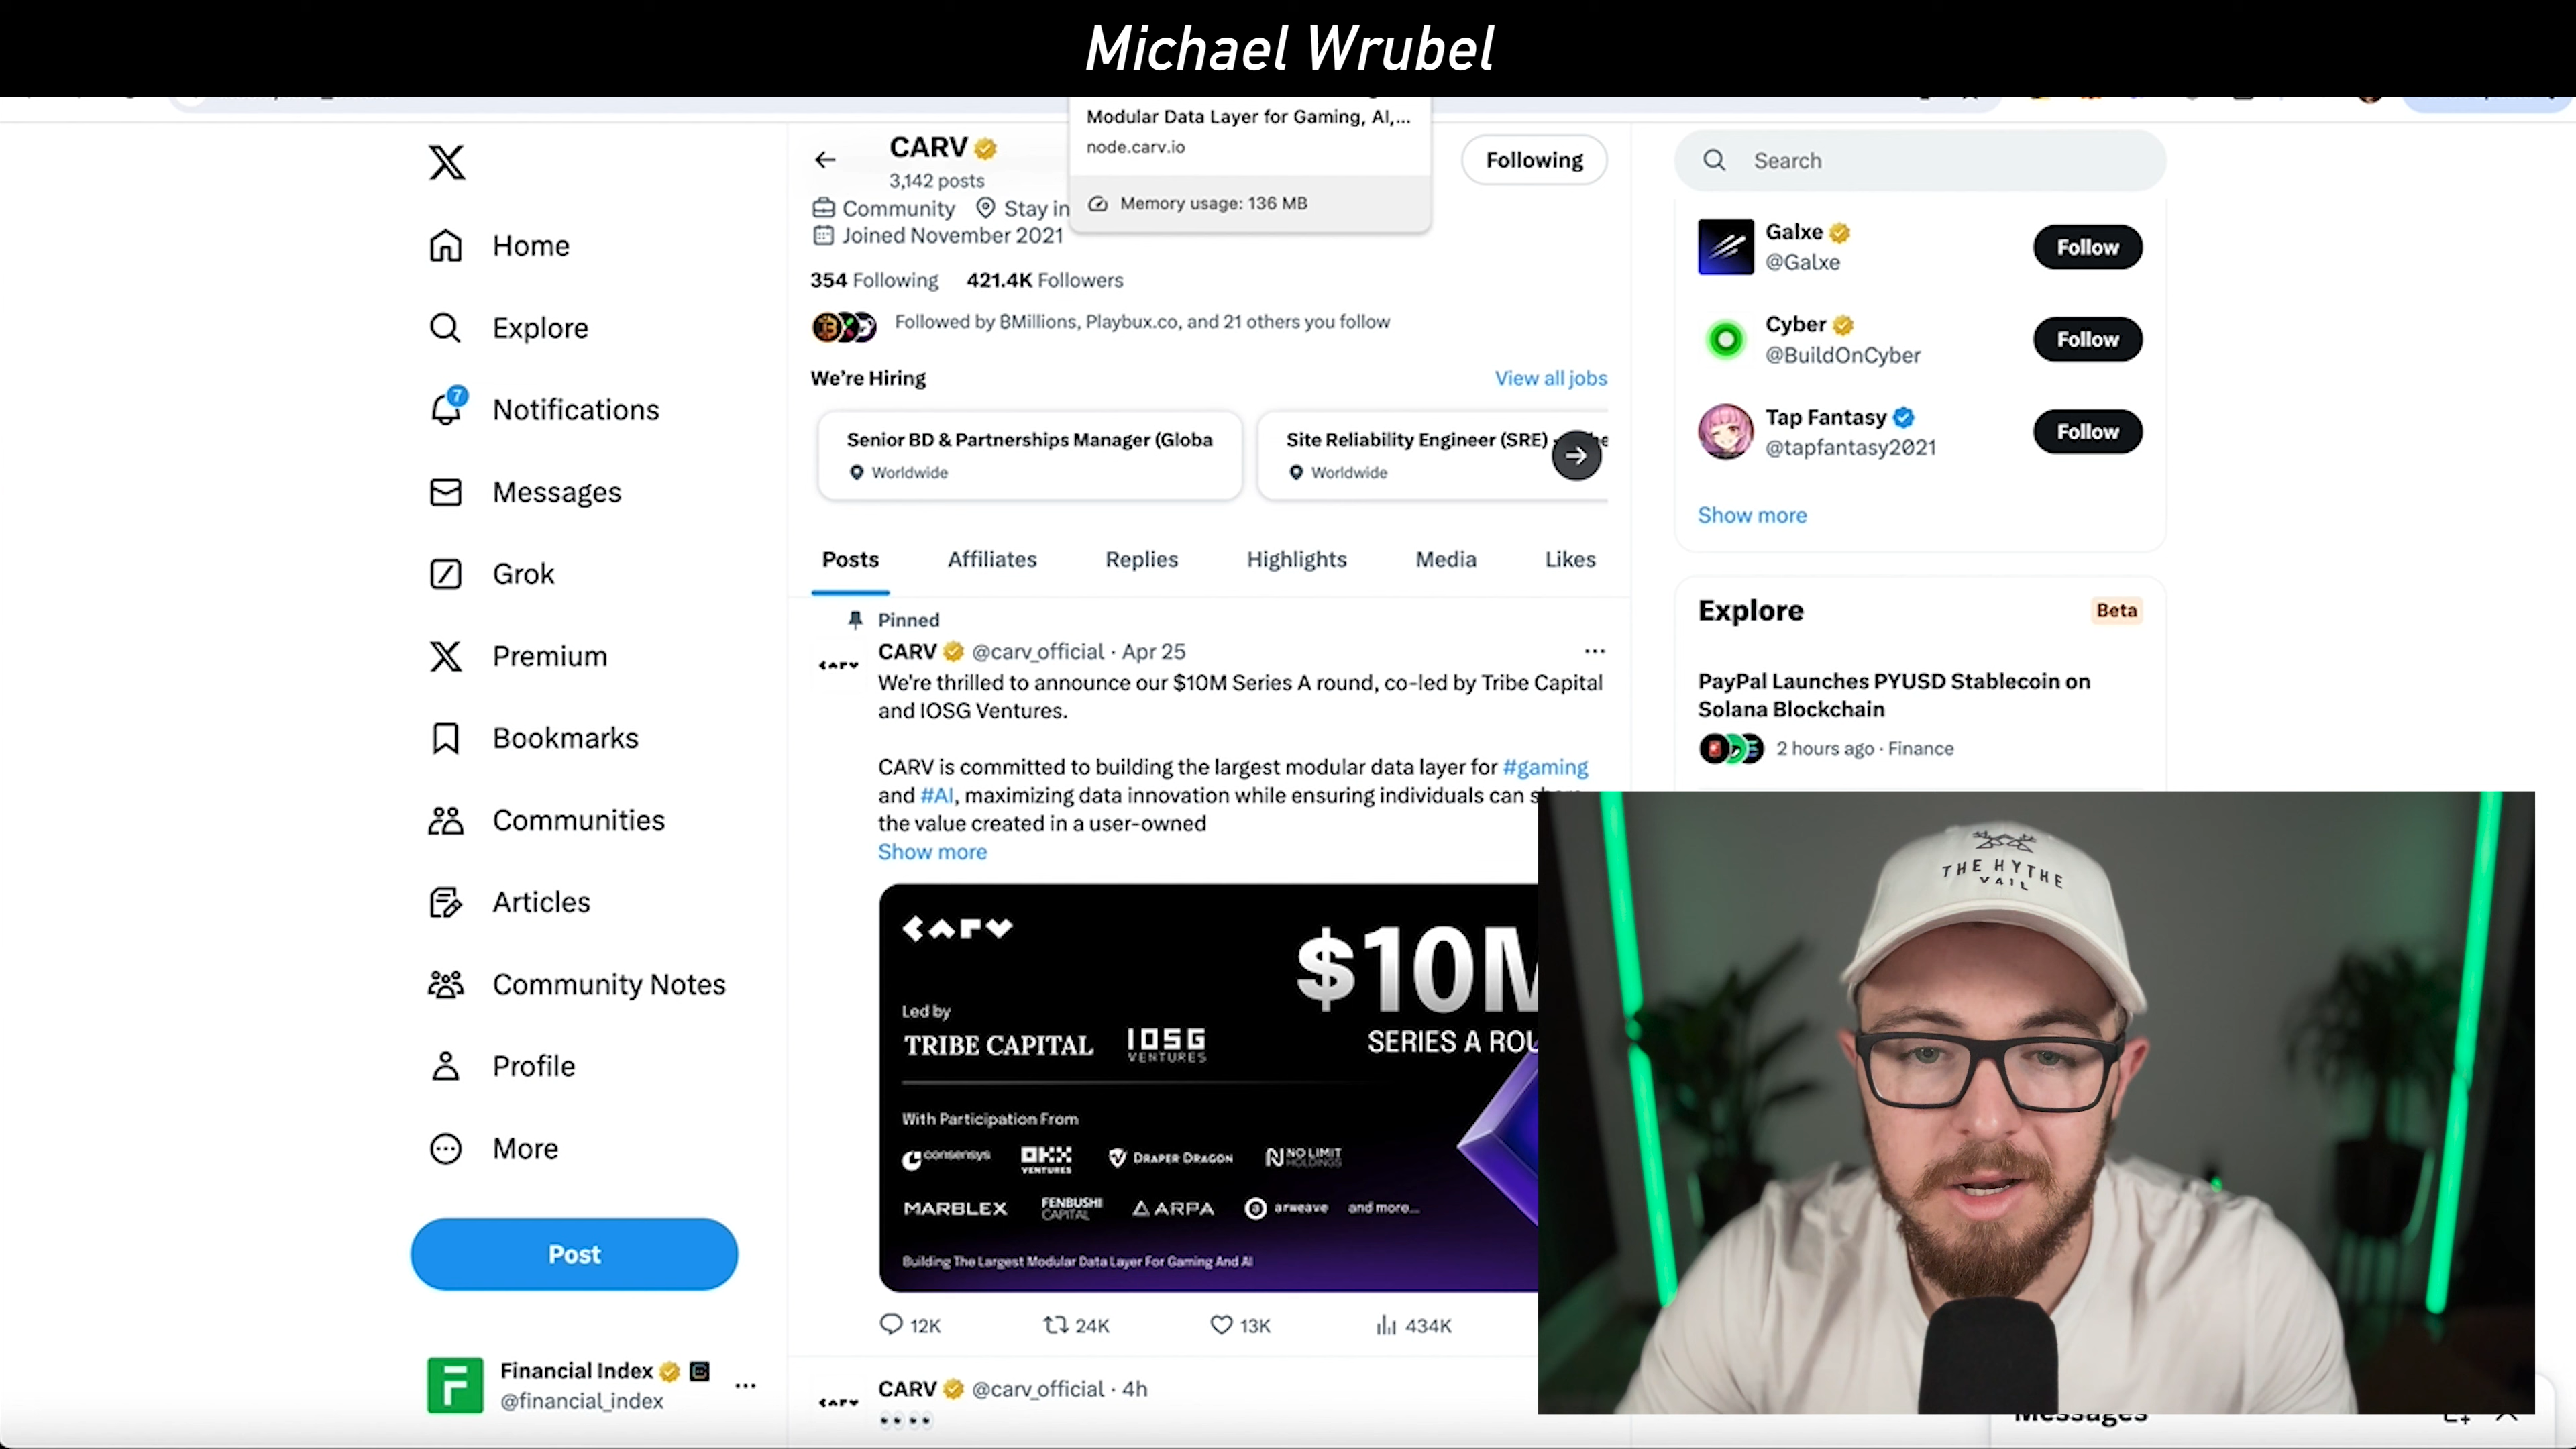 Michael Wrubel
Modular Data Layer for Gaming, AI,...
node.carv.io
Memory usage: 136 MB
CARV
3,142 posts
Following
Community
Stay in
Joined November 2021
354 Following 421.4K Followers
Followed by BMillions, Playbux.co, and 21 others you follow
We're Hiring
View all jobs
Senior BD & Partnerships Manager (Globa
Worldwide
Site Reliability Engineer (SRE)
Worldwide
Posts
Affiliates
Replies
Highlights
Media
Likes
Pinned
CARV @carv_official · Apr 25
We're thrilled to announce our $10M Series A round, co-led by Tribe Capital
and IOSG Ventures.
CARV is committed to building the largest modular data layer for #gaming
and #AI, maximizing data innovation while ensuring individuals can
the value created in a user-owned
Show more
CARV
$10M
SERIES A ROU
Led by
TRIBE CAPITAL
IOSG
VENTURES
With Participation From
consensys
OKX
VENTURES
DRAPER DRAGON
NO LIMIT
HOLDINGS
MARBLEX
FENBUSHI
CAPITAL
ARPA
arweave
and more...
Building The Largest Modular Data Layer For Gaming And AI
12K
24K
13K
434K
CARV @carv_official · 4h
Home
Explore
7
Notifications
Messages
Grok
Premium
Bookmarks
Communities
Articles
Community Notes
Profile
More
Post
Financial Index
@financial_index
Search
Galxe
@Galxe
Follow
Cyber
@BuildOnCyber
Follow
Tap Fantasy
@tapfantasy2021
Follow
Show more
Explore
Beta
PayPal Launches PYUSD Stablecoin on
Solana Blockchain
2 hours ago · Finance
THE HYTHE
VAIL
Messages